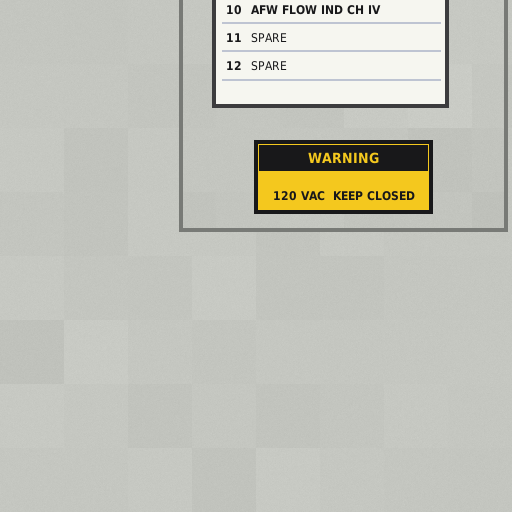 10 AFW FLOW IND CH IV
11 SPARE
12 SPARE
WARNING
120 VAC KEEP CLOSED